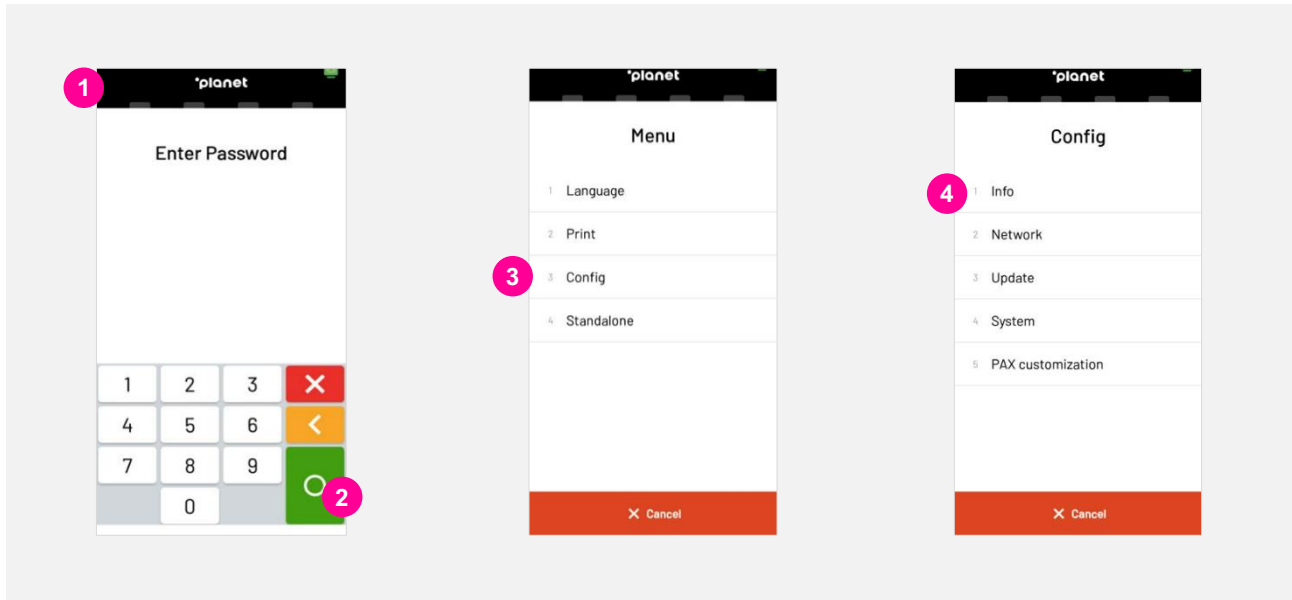 1
planet
Enter Password
1 2 3
4 5 6
7 8 9
0
2
planet
Menu
1 Language
2 Print
3 3 Config
4 Standalone
Cancel
planet
Config
4 1 Info
2 Network
3 Update
4 System
5 PAX customization
Cancel